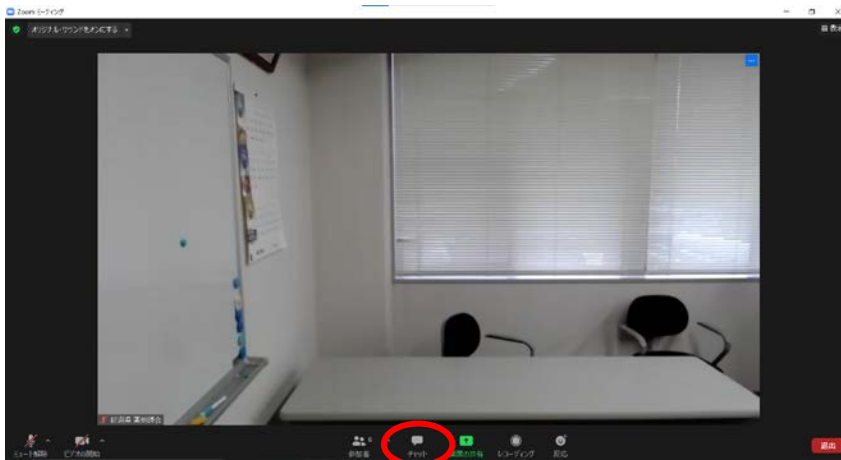 Zoom ミーティング
オリジナルサウンドをオンにする
表示
ミュート解除
ビデオの開始
6
参加者
チャット
画面の共有
レコーディング
反応
退出